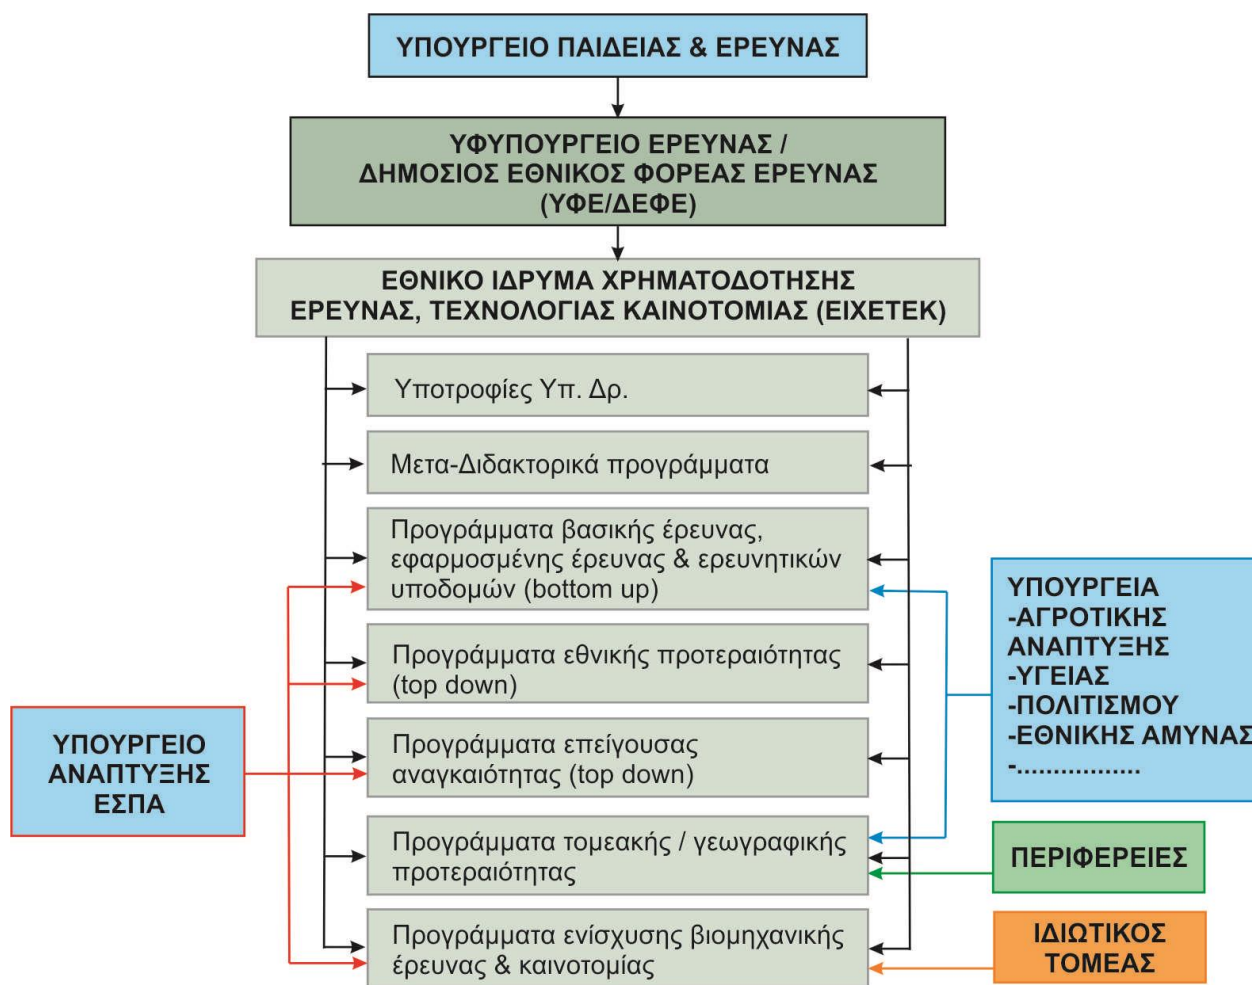 ΥΠΟΥΡΓΕΙΟ ΠΑΙΔΕΙΑΣ & ΕΡΕΥΝΑΣ
ΥΦΥΠΟΥΡΓΕΙΟ ΕΡΕΥΝΑΣ /
ΔΗΜΟΣΙΟΣ ΕΘΝΙΚΟΣ ΦΟΡΕΑΣ ΕΡΕΥΝΑΣ
(ΥΦΕ/ΔΕΦΕ)
ΕΘΝΙΚΟ ΙΔΡΥΜΑ ΧΡΗΜΑΤΟΔΟΤΗΣΗΣ
ΕΡΕΥΝΑΣ, ΤΕΧΝΟΛΟΓΙΑΣ ΚΑΙΝΟΤΟΜΙΑΣ (ΕΙΧΕΤΕΚ)
Υποτροφίες Υπ. Δρ.
Μετα-Διδακτορικά προγράμματα
Προγράμματα βασικής έρευνας,
εφαρμοσμένης έρευνας & ερευνητικών
υποδομών (bottom up)
Προγράμματα εθνικής προτεραιότητας
(top down)
Προγράμματα επείγουσας
αναγκαιότητας (top down)
Προγράμματα τομεακής / γεωγραφικής
προτεραιότητας
Προγράμματα ενίσχυσης βιομηχανικής
έρευνας & καινοτομίας
ΥΠΟΥΡΓΕΙΟ
ΑΝΑΠΤΥΞΗΣ
ΕΣΠΑ
ΥΠΟΥΡΓΕΙΑ
-ΑΓΡΟΤΙΚΗΣ
ΑΝΑΠΤΥΞΗΣ
-ΥΓΕΙΑΣ
-ΠΟΛΙΤΙΣΜΟΥ
-ΕΘΝΙΚΗΣ ΑΜΥΝΑΣ
-.................
ΠΕΡΙΦΕΡΕΙΕΣ
ΙΔΙΩΤΙΚΟΣ
ΤΟΜΕΑΣ